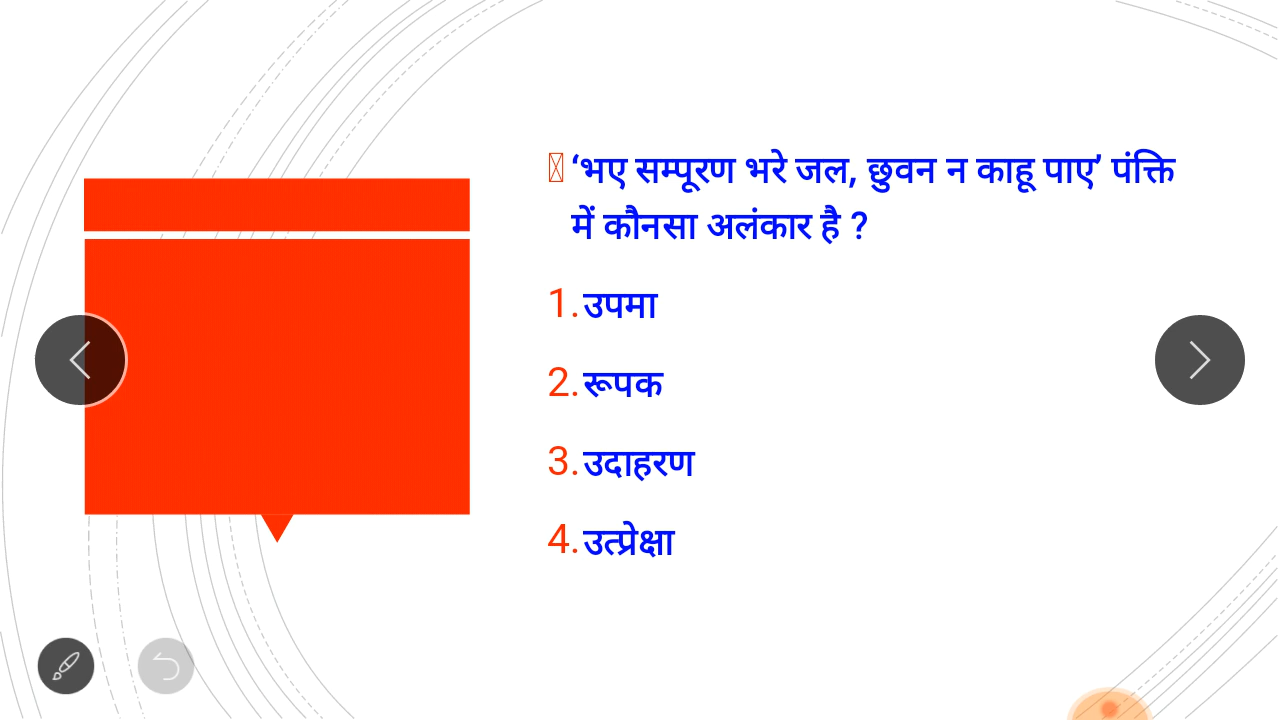 ‘भए सम्पूरण भरे जल, छुवन न काहू पाए’ पंक्ति
में कौनसा अलंकार है ?
1. उपमा
2. रूपक
3. उदाहरण
4. उत्प्रेक्षा